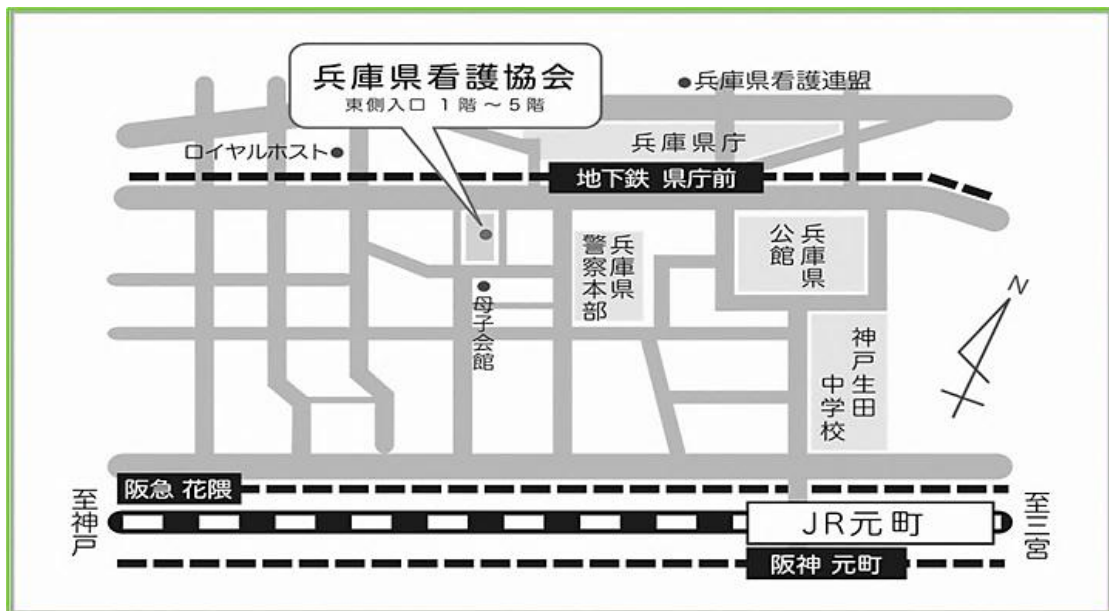 兵庫県看護協会
東側入口 1階～5階
兵庫県看護連盟
兵庫県庁
ロイヤルホスト
地下鉄 県庁前
兵庫県
公館
兵庫県
警察本部
母子会館
N
神戸生田
中学校
阪急 花隈
至神戸
JR元町
至三宮
阪神 元町